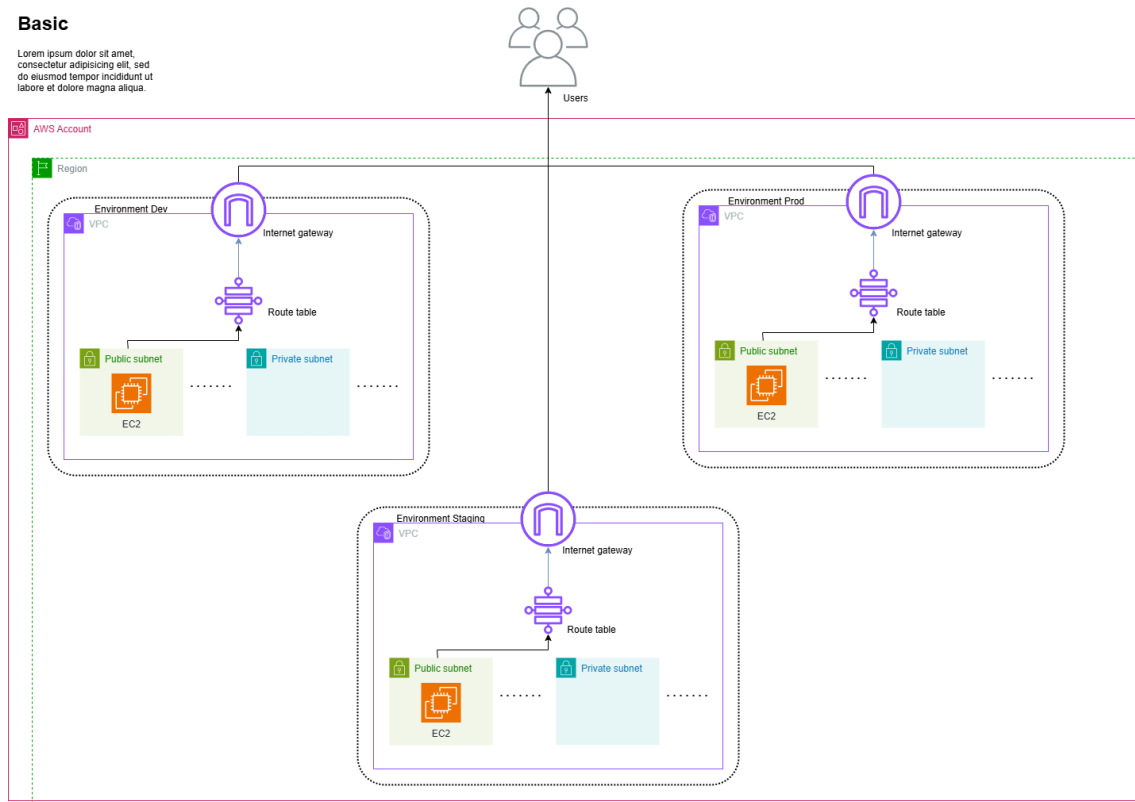 Basic
Lorem ipsum dolor sit amet,
consectetur adipisicing elit, sed
do eiusmod tempor incididunt ut
labore et dolore magna aliqua.
Users
AWS Account
Region
Environment Dev
VPC
Internet gateway
Route table
Public subnet
Private subnet
EC2
Environment Prod
VPC
Internet gateway
Route table
Public subnet
Private subnet
EC2
Environment Staging
VPC
Internet gateway
Route table
Public subnet
Private subnet
EC2